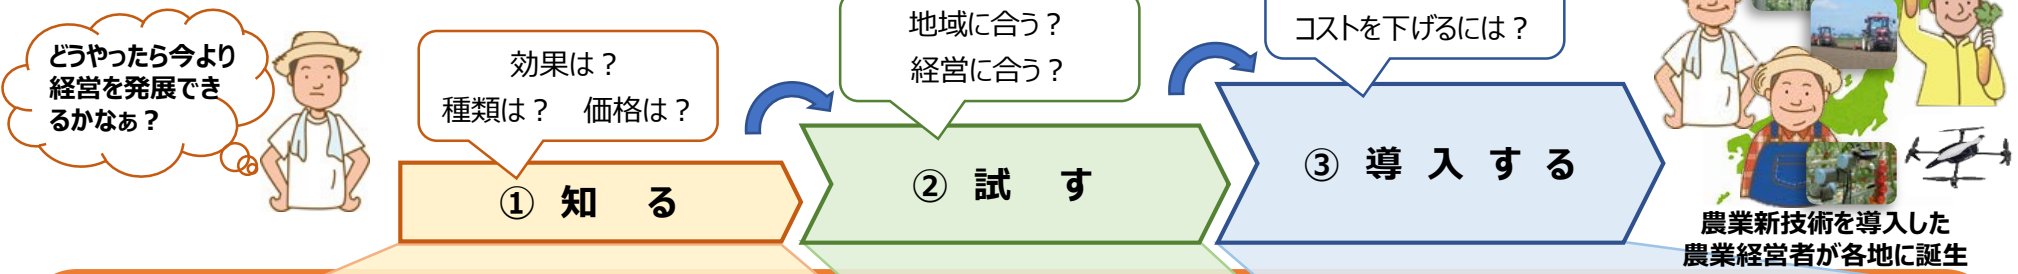 どうやったら今より
経営を発展でき
るかなぁ？
効果は？
種類は？　価格は？
① 知 る
地域に合う？
経営に合う？
② 試 す
コストを下げるには？
③ 導 入 す る
農業新技術を導入した
農業経営者が各地に誕生